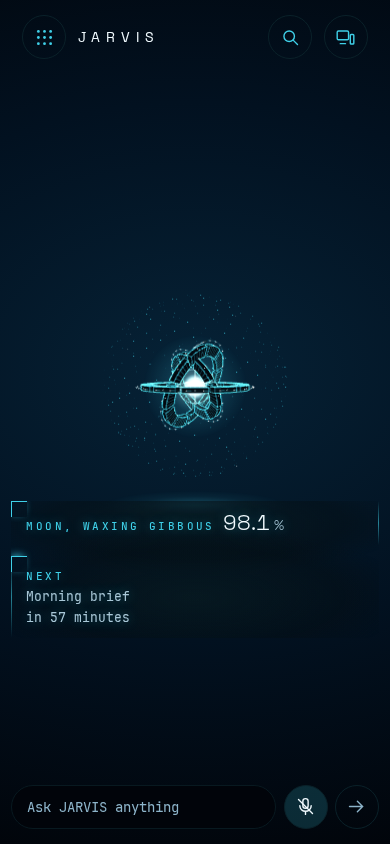 JARVIS
MOON, WAXING GIBBOUS 98.1 %
NEXT
Morning brief
in 57 minutes
Ask JARVIS anything